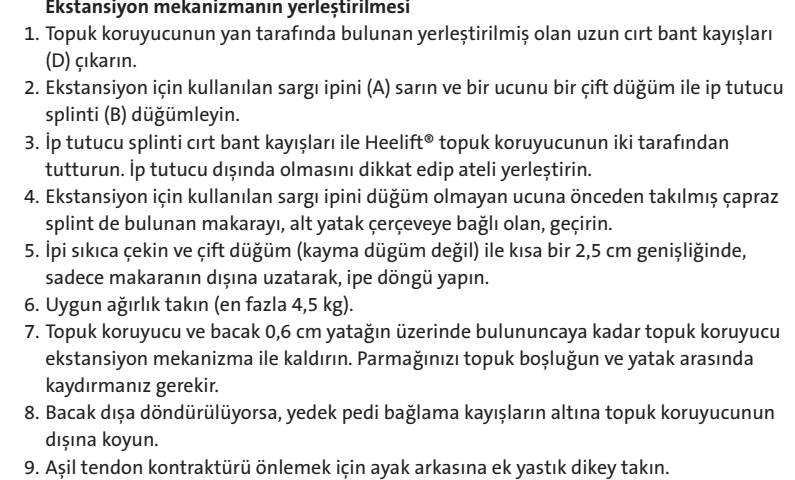 Ekstansiyon mekanizmanın yerleştirilmesi
1. Topuk koruyucunun yan tarafında bulunan yerleştirilmiş olan uzun cırt bant kayışları
(D) çıkarın.
2. Ekstansiyon için kullanılan sargı ipini (A) sarın ve bir ucunu bir çift düğüm ile ip tutucu
splinti (B) düğümleyin.
3. İp tutucu splinti cırt bant kayışları ile Heelift® topuk koruyucunun iki tarafından
tutturun. İp tutucu dışında olmasını dikkat edip ateli yerleştirin.
4. Ekstansiyon için kullanılan sargı ipini düğüm olmayan ucuna önceden takılmış çapraz
splint de bulunan makarayı, alt yatak çerçeveye bağlı olan, geçirin.
5. İpi sıkıca çekin ve çift düğüm (kayma dügüm değil) ile kısa bir 2,5 cm genişliğinde,
sadece makaranın dışına uzatarak, ipe döngü yapın.
6. Uygun ağırlık takın (en fazla 4,5 kg).
7. Topuk koruyucu ve bacak 0,6 cm yatağın üzerinde bulununcaya kadar topuk koruyucu
ekstansiyon mekanizma ile kaldırın. Parmağınızı topuk boşluğun ve yatak arasında
kaydırmanız gerekir.
8. Bacak dışa döndürülüyorsa, yedek pedi bağlama kayışların altına topuk koruyucunun
dışına koyun.
9. Aşil tendon kontraktürü önlemek için ayak arkasına ek yastık dikey takın.